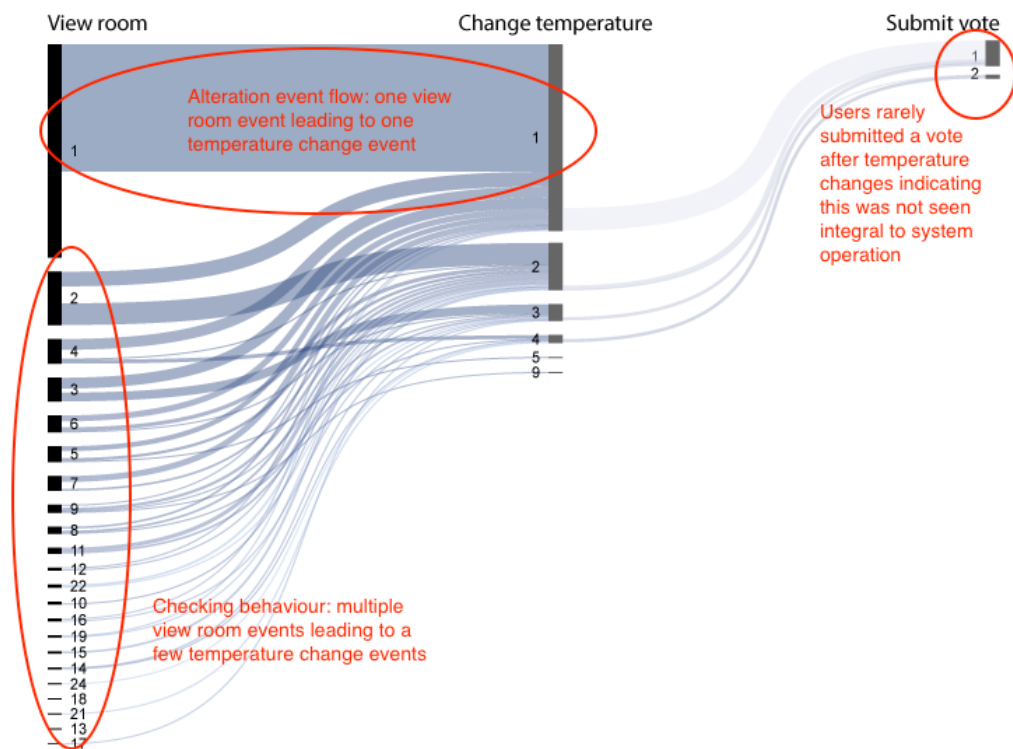 View room
Change temperature
Submit vote
1
Alteration event flow: one view
room event leading to one
temperature change event
1
1
2
Users rarely
submitted a vote
after temperature
changes indicating
this was not seen
integral to system
operation
2
2
4
3
3
4
5
9
6
5
7
9
8
11
12
22
10
16
19
15
14
24
18
21
13
17
Checking behaviour: multiple
view room events leading to a
few temperature change events